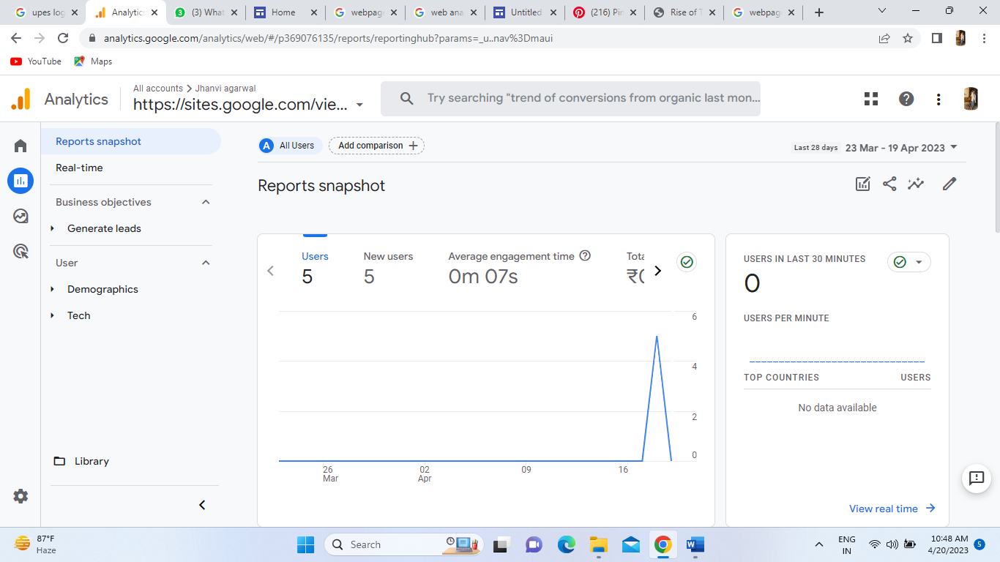 upes log
Analytics
(3) What
Home
webpage
web ana
Untitled
(216) Pin
Rise of T
webpag
analytics.google.com/analytics/web/#/p369076135/reports/reportinghub?params=_u..nav%3Dmaui
YouTube
Maps
Analytics
All accounts > Jhanvi agarwal
https://sites.google.com/vie...
Try searching "trend of conversions from organic last mon...
Reports snapshot
Real-time
Business objectives
Generate leads
User
Demographics
Tech
Library
A All Users
Add comparison +
Last 28 days 23 Mar - 19 Apr 2023
Reports snapshot
Users
5
New users
5
Average engagement time
0m 07s
Tota
₹0
6
4
2
0
26
Mar
02
Apr
09
16
USERS IN LAST 30 MINUTES
0
USERS PER MINUTE
TOP COUNTRIES USERS
No data available
View real time
87°F
Haze
Search
ENG
IN
10:48 AM
4/20/2023
5